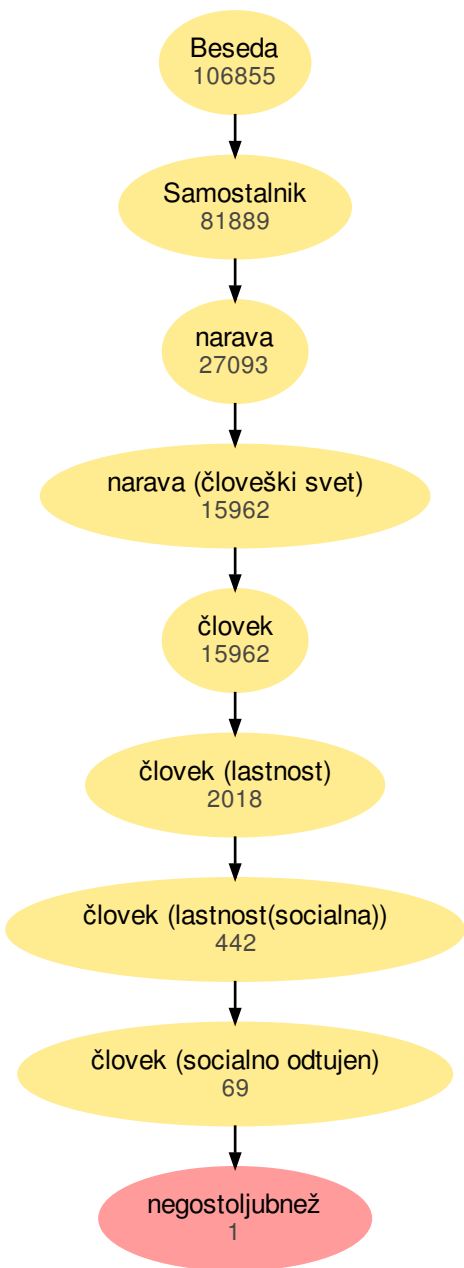 Beseda
106855
Samostalnik
81889
narava
27093
narava (človeški svet)
15962
človek
15962
človek (lastnost)
2018
človek (lastnost(socialna))
442
človek (socialno odtujen)
69
negostoljubnež
1